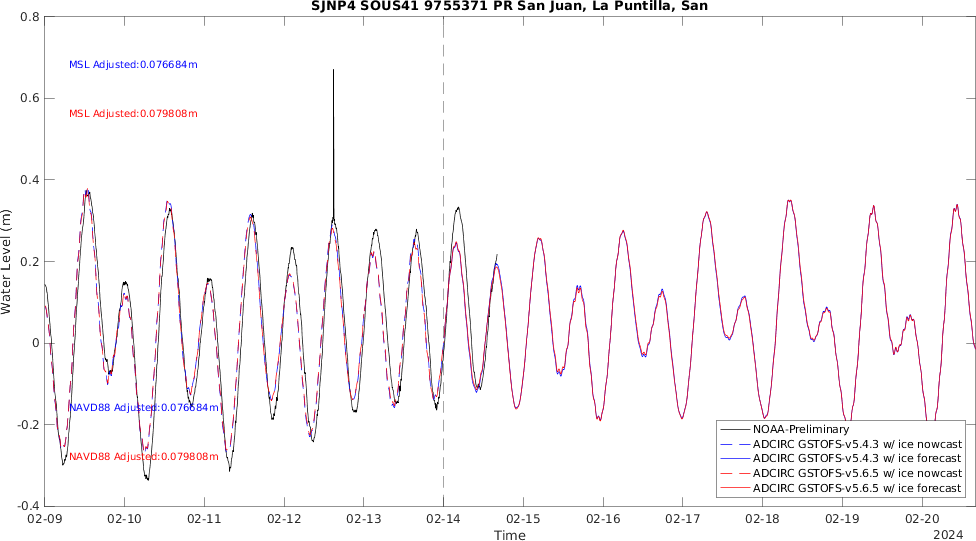 SJNP4 SOUS41 9755371 PR San Juan, La Puntilla, San
0.8
0.6
0.4
0.2
0
-0.2
-0.4
Water Level (m)
MSL Adjusted:0.076684m
MSL Adjusted:0.079808m
NAVD88 Adjusted:0.076684m
NAVD88 Adjusted:0.079808m
NOAA-Preliminary
ADCIRC GSTOFS-v5.4.3 w/ ice nowcast
ADCIRC GSTOFS-v5.4.3 w/ ice forecast
ADCIRC GSTOFS-v5.6.5 w/ ice nowcast
ADCIRC GSTOFS-v5.6.5 w/ ice forecast
02-09 02-10 02-11 02-12 02-13 02-14 02-15 02-16 02-17 02-18 02-19 02-20
Time
2024